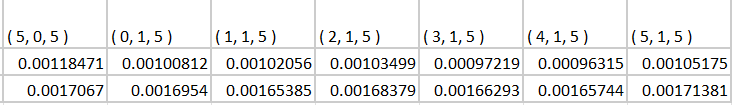 ( 5, 0, 5 ) ( 0, 1, 5 ) ( 1, 1, 5 ) ( 2, 1, 5 ) ( 3, 1, 5 ) ( 4, 1, 5 ) ( 5, 1, 5 )
0.00118471 0.00100812 0.00102056 0.00103499 0.00097219 0.00096315 0.00105175
0.0017067 0.0016954 0.00165385 0.00168379 0.00166293 0.00165744 0.00171381